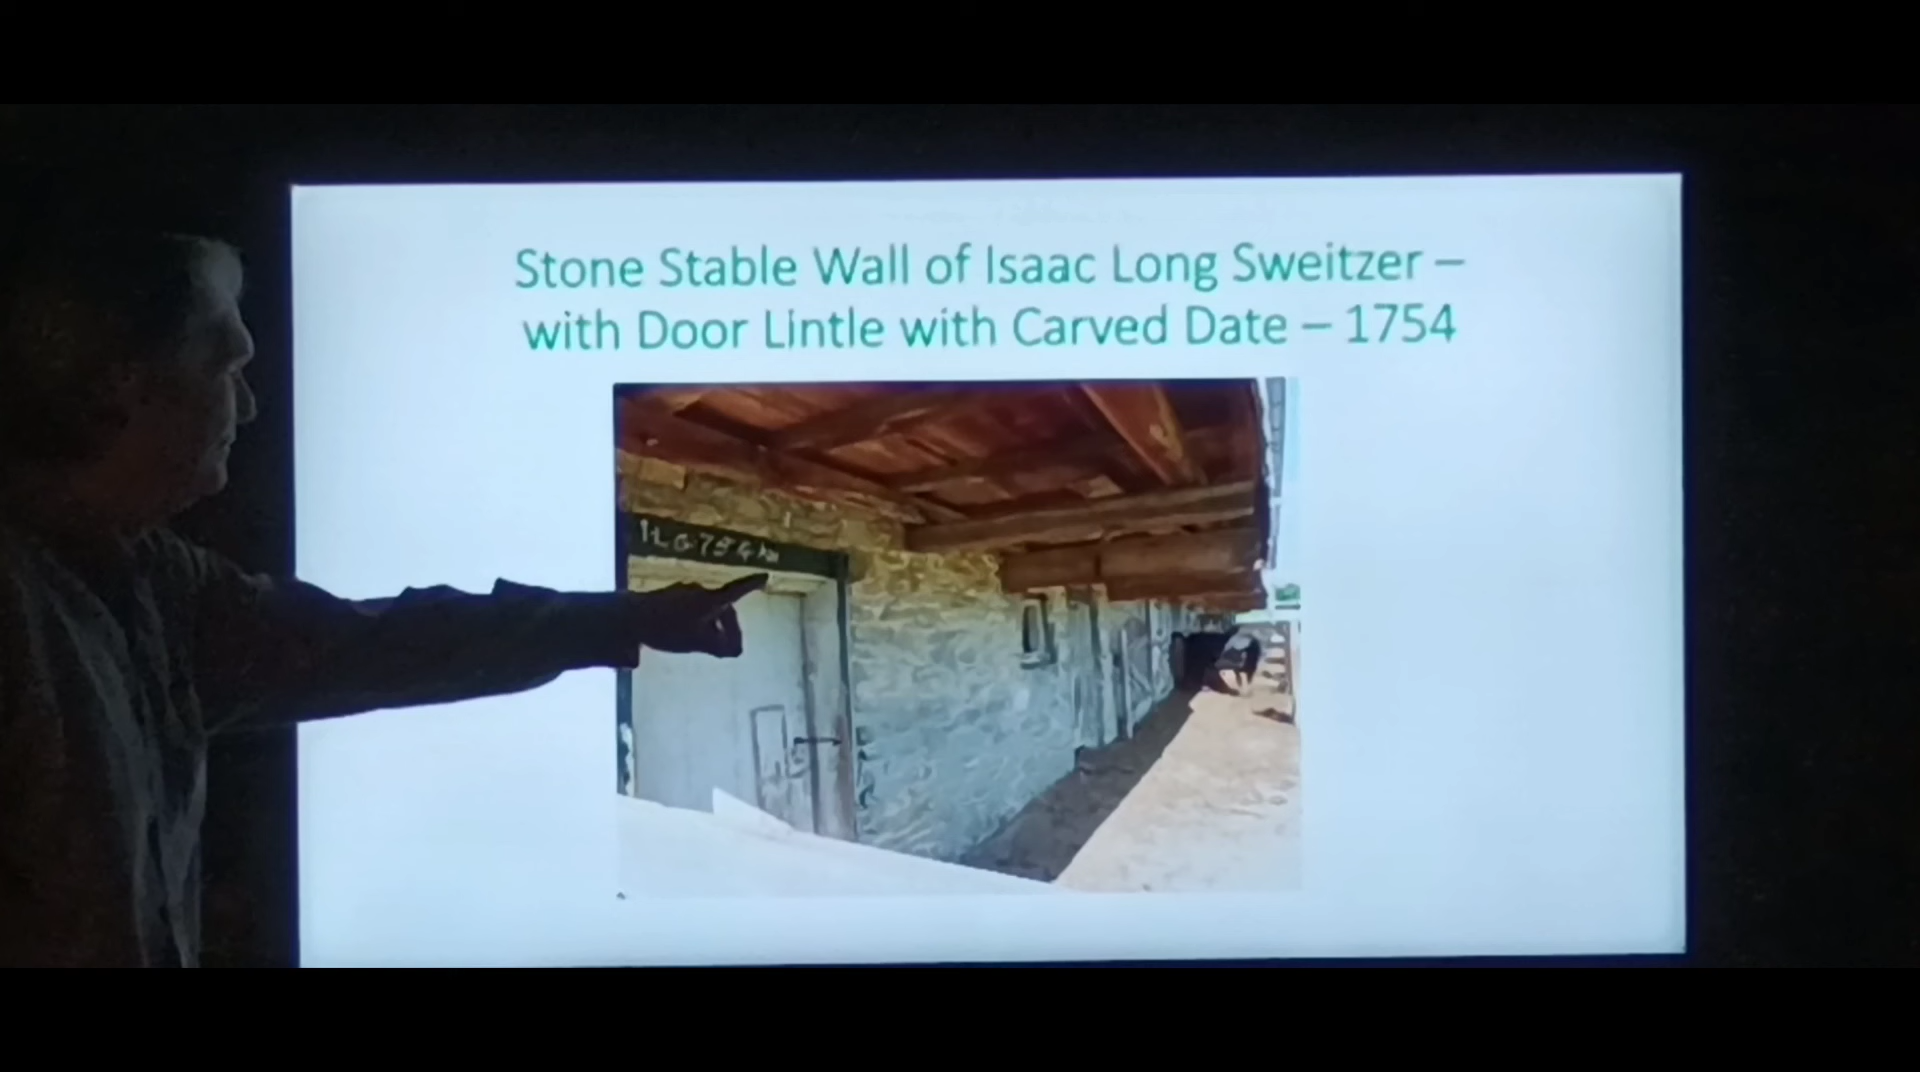 Stone Stable Wall of Isaac Long Sweitzer –
with Door Lintle with Carved Date – 1754